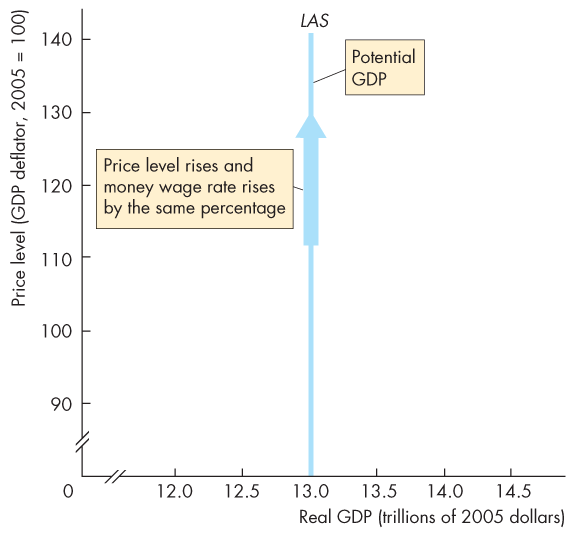 LAS
Potential
GDP
Price level rises and
money wage rate rises
by the same percentage
Price level (GDP deflator, 2005 = 100)
140
130
120
110
100
90
0
12.0
12.5
13.0
13.5
14.0
14.5
Real GDP (trillions of 2005 dollars)